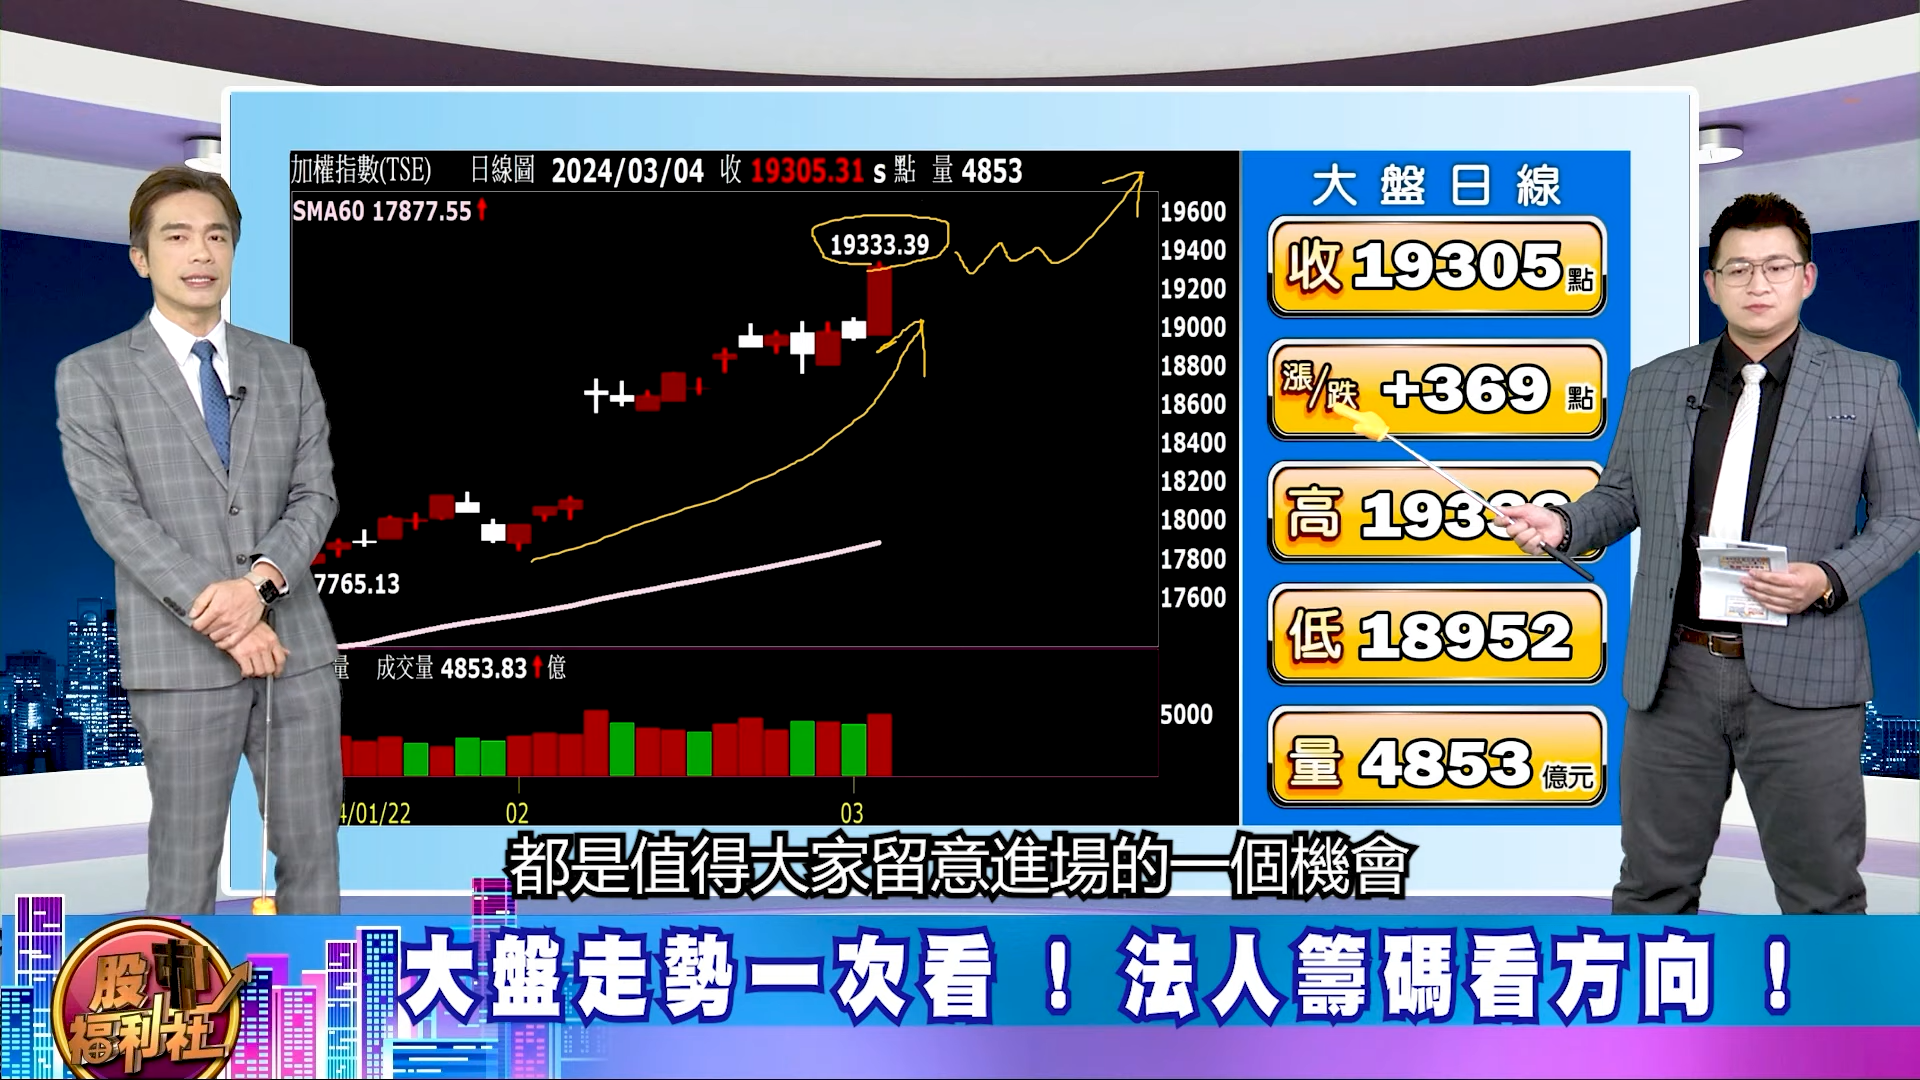 加權指數(TSE) 日線圖 2024/03/04 收 19305.31 s 點 量 4853
SMA60 17877.55
19333.39
7765.13
19600
19400
19200
19000
18800
18600
18400
18200
18000
17800
17600
量 成交量 4853.83 億
5000
4/01/22 02 03
大盤日線
收 19305 點
漲/跌 +369 點
高
低 18952
量 4853 億元
都是值得大家留意進場的一個機會
股市
福利社
大盤走勢一次看！法人籌碼看方向！